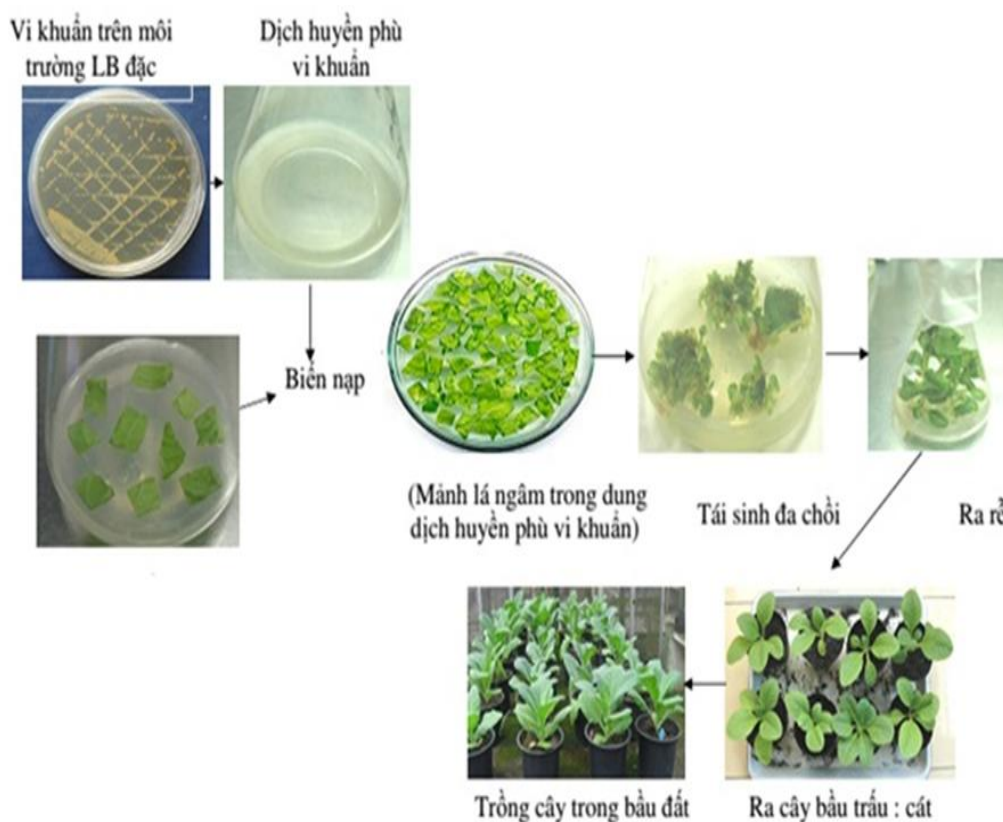 Vi khuẩn trên môi
trường LB đặc
Dịch huyền phù
vi khuẩn
Biến nạp
(Mảnh lá ngâm trong dung
dịch huyền phù vi khuẩn)
Tái sinh đa chồi
Ra rễ
Trồng cây trong bầu đất
Ra cây bầu trấu : cát